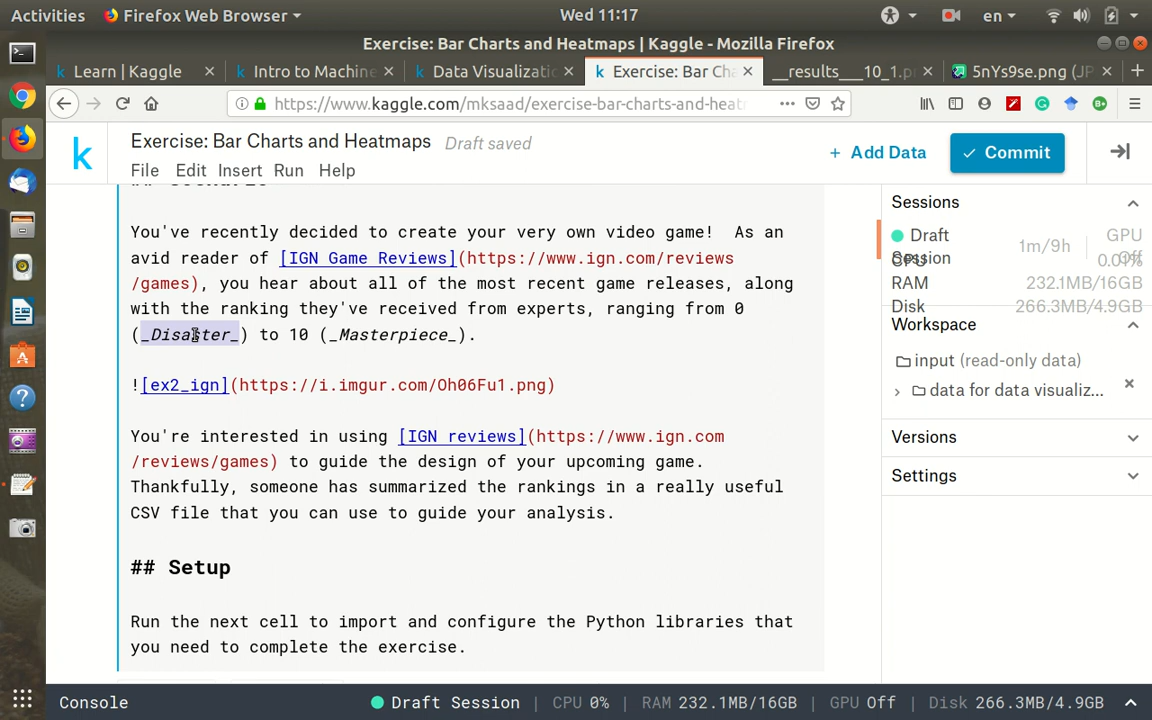 Activities Firefox Web Browser Wed 11:17 en
Exercise: Bar Charts and Heatmaps | Kaggle - Mozilla Firefox
Learn | Kaggle Intro to Machine Data Visualizatio Exercise: Bar Cha __results___10_1.p 5nYs9se.png (JP
https://www.kaggle.com/mksaad/exercise-bar-charts-and-heatm
Exercise: Bar Charts and Heatmaps Draft saved
+ Add Data Commit
File Edit Insert Run Help
You've recently decided to create your very own video game! As an
avid reader of [IGN Game Reviews](https://www.ign.com/reviews
/games), you hear about all of the most recent game releases, along
with the ranking they've received from experts, ranging from 0
(_Disaster_) to 10 (_Masterpiece_).
![ex2_ign](https://i.imgur.com/Oh06Fu1.png)
You're interested in using [IGN reviews](https://www.ign.com
/reviews/games) to guide the design of your upcoming game.
Thankfully, someone has summarized the rankings in a really useful
CSV file that you can use to guide your analysis.
## Setup
Run the next cell to import and configure the Python libraries that
you need to complete the exercise.
Sessions
Draft Session 1m/9h GPU Off
CPU 0.01%
RAM 232.1MB/16GB
Disk 266.3MB/4.9GB
Workspace
input (read-only data)
data for data visualiz...
Versions
Settings
Console Draft Session | CPU 0% | RAM 232.1MB/16GB | GPU Off | Disk 266.3MB/4.9GB